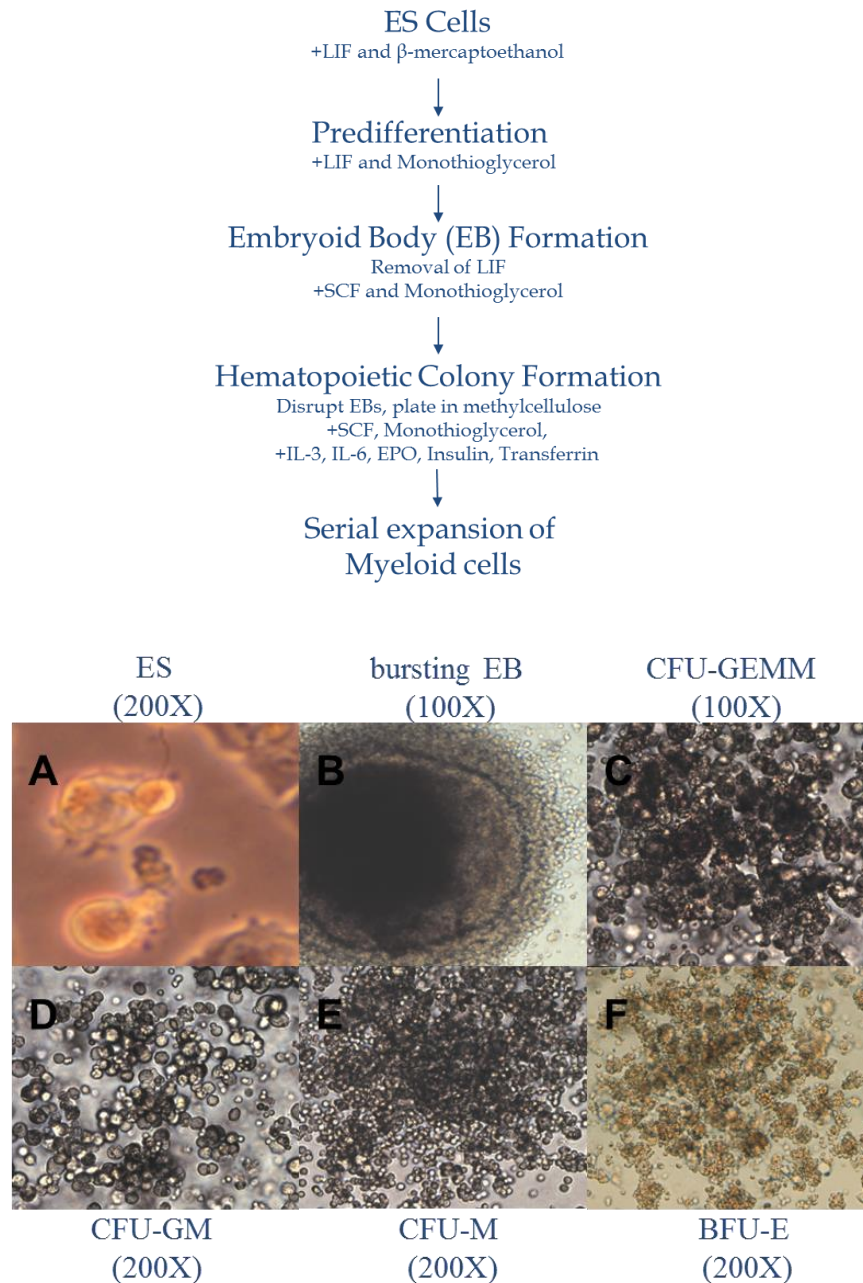 ES Cells
+LIF and β-mercaptoethanol
Predifferentiation
+LIF and Monothioglycerol
Embryoid Body (EB) Formation
Removal of LIF
+SCF and Monothioglycerol
Hematopoietic Colony Formation
Disrupt EBs, plate in methylcellulose
+SCF, Monothioglycerol,
+IL-3, IL-6, EPO, Insulin, Transferrin
Serial expansion of
Myeloid cells
ES
(200X)
bursting EB
(100X)
CFU-GEMM
(100X)
A
B
C
D
E
F
CFU-GM
(200X)
CFU-M
(200X)
BFU-E
(200X)